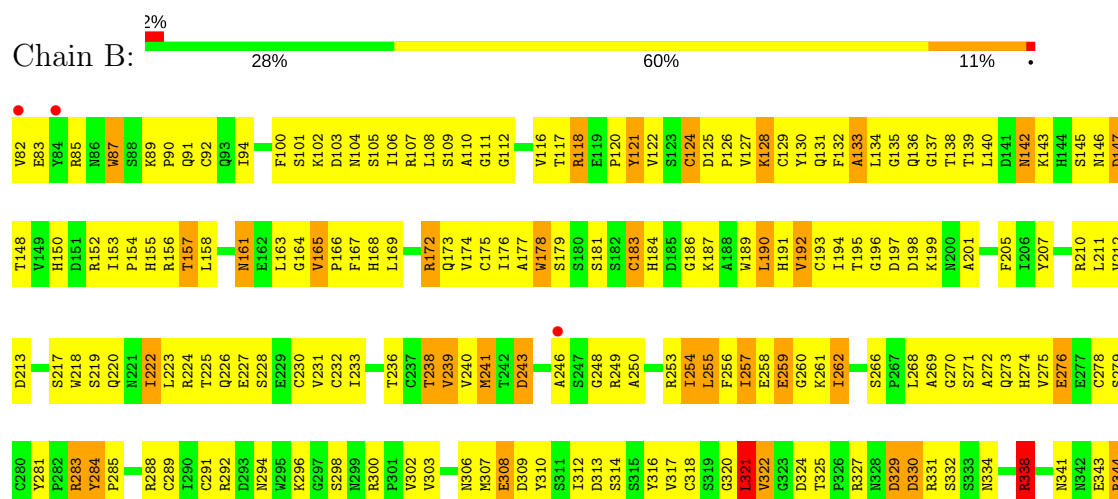 2%
Chain B:
28% 60% 11% •
V82 E83 Y84 R85 N86 W87 S88 K89 P90 Q91 C92 Q93 I94 F100 S101 K102 D103 N104 S105 I106 R107 L108 S109 A110 G111 G112 V116 T117 R118 E119 P120 Y121 V122 S123 C124 D125 P126 V127 K128 C129 Y130 Q131 F132 A133 L134 G135 Q136 G137 T138 T139 L140 D141 N142 K143 H144 S145 N146
T148 V149 H150 D151 R152 I153 P154 H155 R156 T157 L158 N161 E162 L163 G164 V165 P166 F167 H168 L169 R172 Q173 V174 C175 I176 A177 W178 S179 S180 S181 S182 C183 H184 D185 G186 K187 A188 W189 L190 H191 V192 C193 I194 T195 G196 D197 D198 K199 N200 A201 F205 I206 Y207 R210 L211
D213 S217 W218 S219 Q220 N221 I222 L223 R224 T225 Q226 E227 S228 E229 C230 V231 C232 I233 T236 C237 T238 V239 V240 M241 T242 D243 A246 S247 G248 R249 A250 R253 I254 L255 F256 I257 E258 E259 G260 K261 I262 S266 P267 L268 A269 G270 S271 A272 Q273 H274 V275 E276 E277 C278
C280 Y281 P282 R283 Y284 P285 R288 C289 I290 C291 R292 D293 N294 W295 K296 G297 S298 N299 R300 P301 V302 V303 N306 M307 E308 D309 Y310 S311 I312 D313 S314 S315 Y316 V317 C318 S319 G320 L321 V322 G323 D324 T325 P326 R327 N328 D329 D330 R331 S332 S333 N334 R338 N341 N342 E343